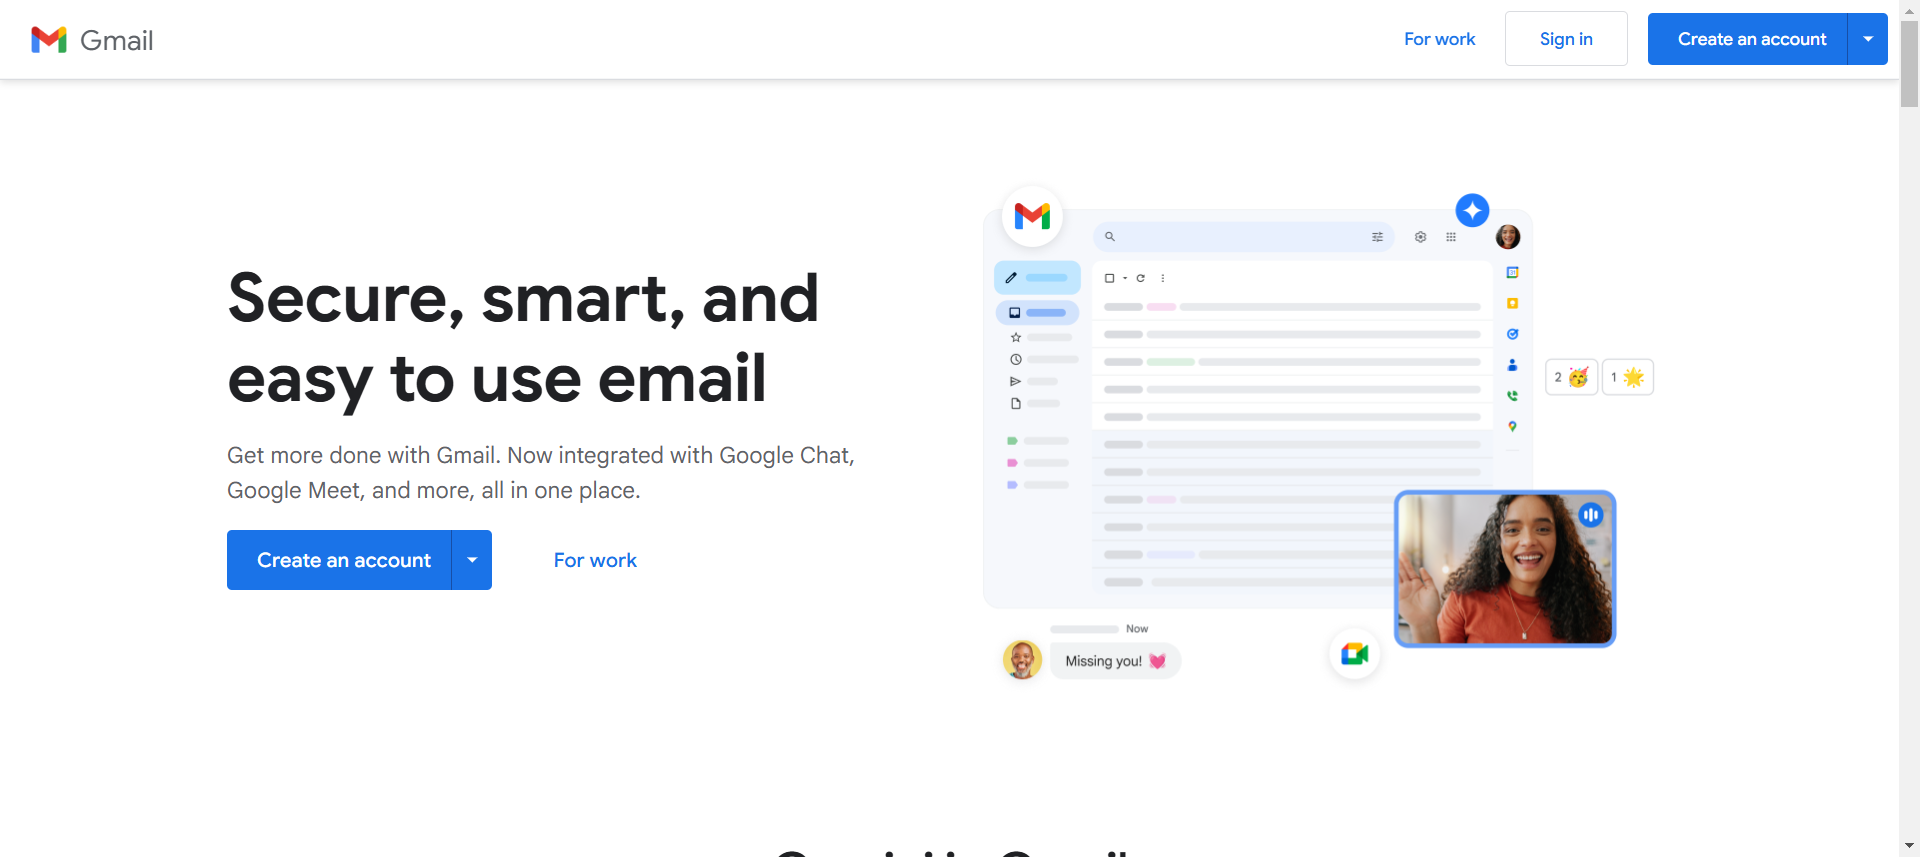 Gmail
For work
Sign in
Create an account
Secure, smart, and
easy to use email
Get more done with Gmail. Now integrated with Google Chat,
Google Meet, and more, all in one place.
Create an account
For work
2
1
Now
Missing you!